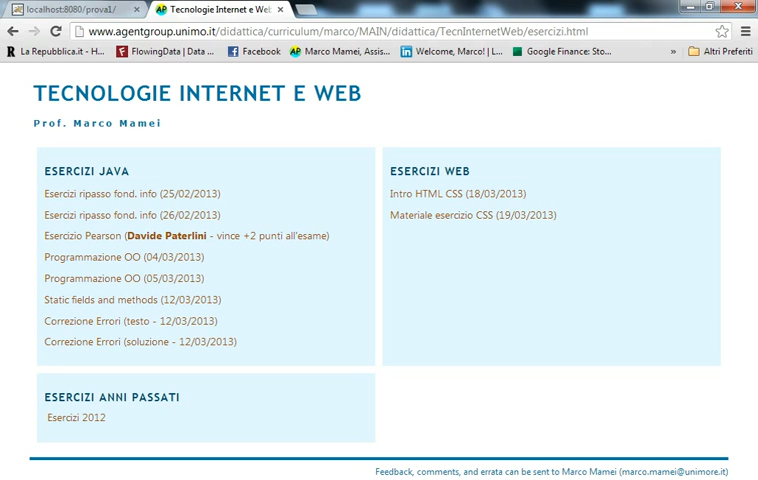 localhost:8080/prova1/
Tecnologie Internet e Web
www.agentgroup.unimo.it/didattica/curriculum/marco/MAIN/didattica/TecnInternetWeb/esercizi.html
La Repubblica.it - H...
FlowingData | Data ...
Facebook
Marco Mamei, Assis...
Welcome, Marco! | L...
Google Finance: Sto...
»
Altri Preferiti
TECNOLOGIE INTERNET E WEB
Prof. Marco Mamei
ESERCIZI JAVA
Esercizi ripasso fond. info (25/02/2013)
Esercizi ripasso fond. info (26/02/2013)
Esercizio Pearson (Davide Paterlini - vince +2 punti all'esame)
Programmazione OO (04/03/2013)
Programmazione OO (05/03/2013)
Static fields and methods (12/03/2013)
Correzione Errori (testo - 12/03/2013)
Correzione Errori (soluzione - 12/03/2013)
ESERCIZI WEB
Intro HTML CSS (18/03/2013)
Materiale esercizio CSS (19/03/2013)
ESERCIZI ANNI PASSATI
Esercizi 2012
Feedback, comments, and errata can be sent to Marco Mamei (marco.mamei@unimore.it)